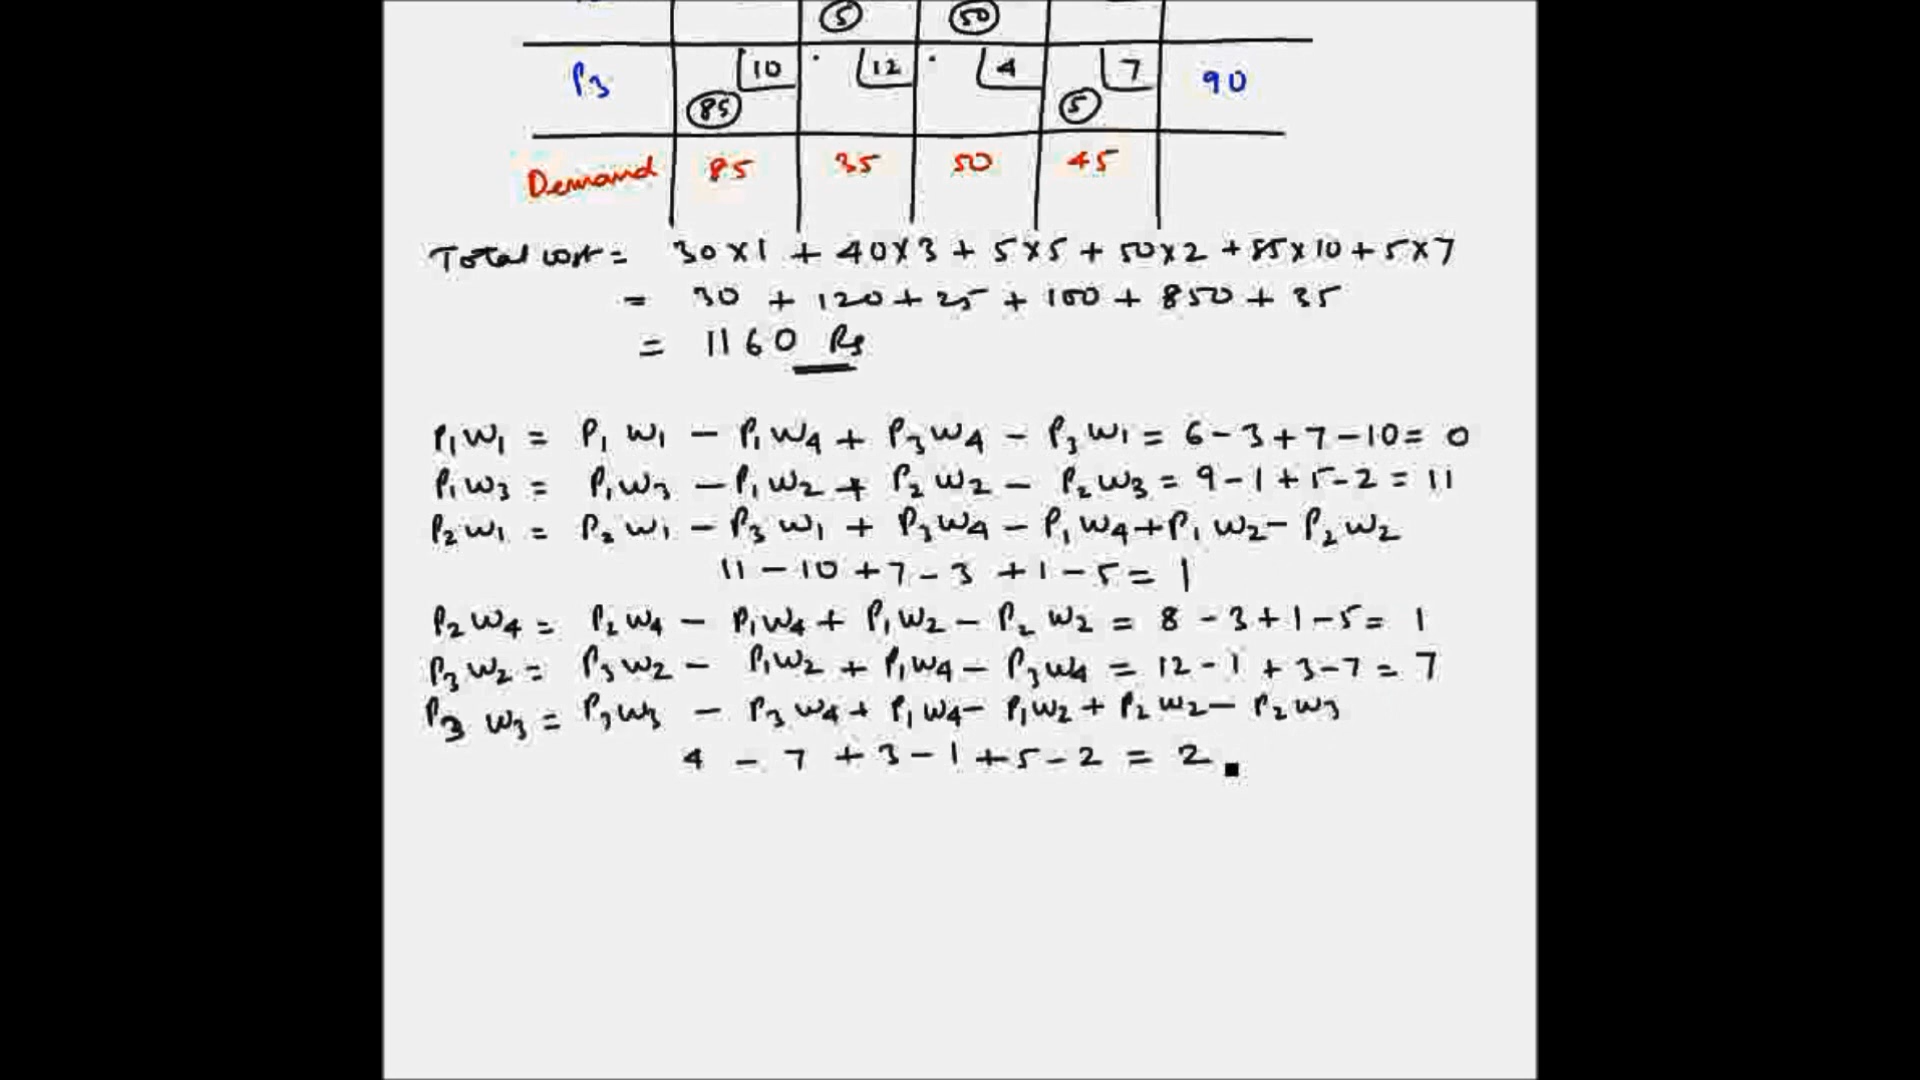 5 50
P3 10 12 4 7 90
85 5
Demand 85 35 50 45
Total cost = 30×1 + 40×3 + 5×5 + 50×2 + 85×10 + 5×7
= 30 + 120 + 25 + 100 + 850 + 35
= 1160 Rs
P1W1 = P1W1 - P1W4 + P3W4 - P3W1 = 6-3+7-10 = 0
P1W3 = P1W3 - P1W2 + P2W2 - P2W3 = 9-1+5-2 = 11
P2W1 = P2W1 - P3W1 + P3W4 - P1W4 + P1W2 - P2W2
11-10+7-3+1-5 = 1
P2W4 = P2W4 - P1W4 + P1W2 - P2W2 = 8-3+1-5 = 1
P3W2 = P3W2 - P1W2 + P1W4 - P3W4 = 12-1+3-7 = 7
P3W3 = P3W3 - P3W4 + P1W4 - P1W2 + P2W2 - P2W3
4-7+3-1+5-2 = 2.